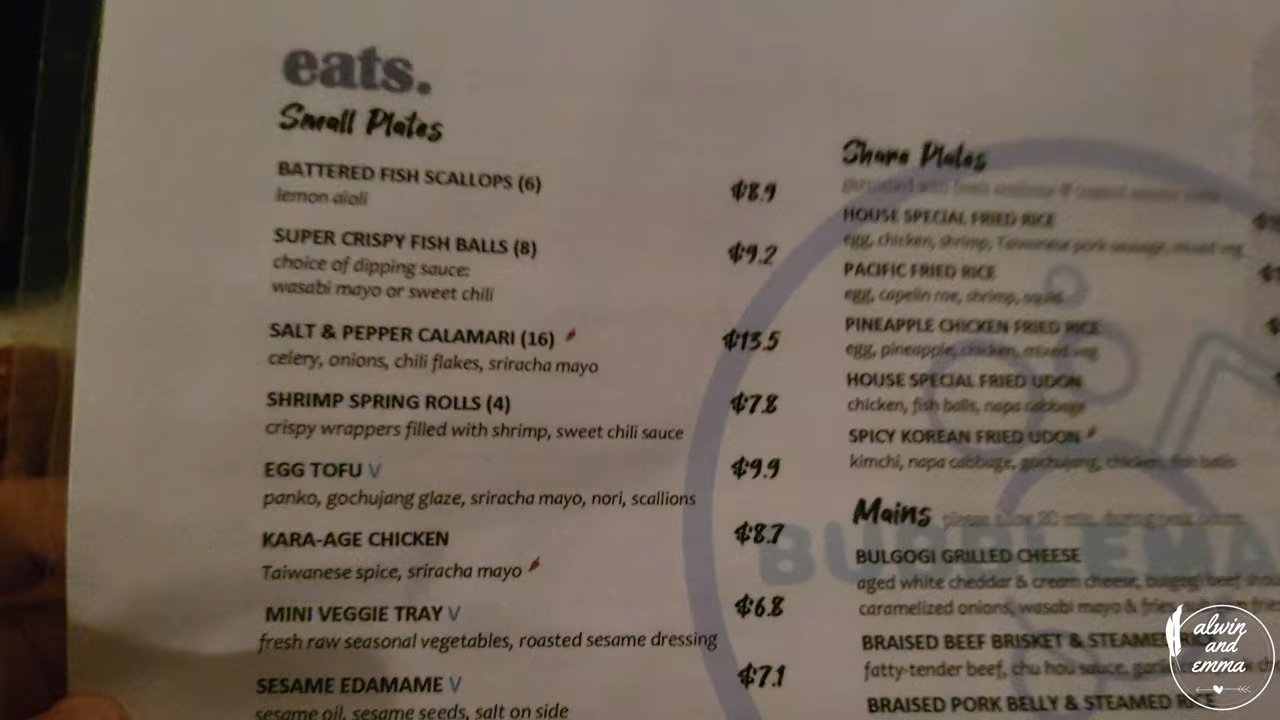 eats.
Small Plates
BATTERED FISH SCALLOPS (6) $8.9
lemon aioli
SUPER CRISPY FISH BALLS (8) $9.2
choice of dipping sauce:
wasabi mayo or sweet chili
SALT & PEPPER CALAMARI (16) $13.5
celery, onions, chili flakes, sriracha mayo
SHRIMP SPRING ROLLS (4) $7.8
crispy wrappers filled with shrimp, sweet chili sauce
EGG TOFU V $9.9
panko, gochujang glaze, sriracha mayo, nori, scallions
KARA-AGE CHICKEN $8.7
Taiwanese spice, sriracha mayo
MINI VEGGIE TRAY V $6.8
fresh raw seasonal vegetables, roasted sesame dressing
SESAME EDAMAME V $7.1
sesame oil, sesame seeds, salt on side
Share Plates
HOUSE SPECIAL FRIED RICE
egg, chicken, shrimp, Taiwanese pork sausage, mixed veg
PACIFIC FRIED RICE
egg, capelin roe, shrimp, squid
PINEAPPLE CHICKEN FRIED RICE
egg, pineapple, chicken, mixed veg
HOUSE SPECIAL FRIED UDON
chicken, fish balls, napa cabbage
SPICY KOREAN FRIED UDON
kimchi, napa cabbage, gochujang, chicken, fish balls
Mains
BULGOGI GRILLED CHEESE
aged white cheddar & cream cheese, bulgogi beef
caramelized onions, wasabi mayo & fries
BRAISED BEEF BRISKET & STEAMED
fatty-tender beef, chu hou sauce,
BRAISED PORK BELLY & STEAMED RICE
alwin
and
emma